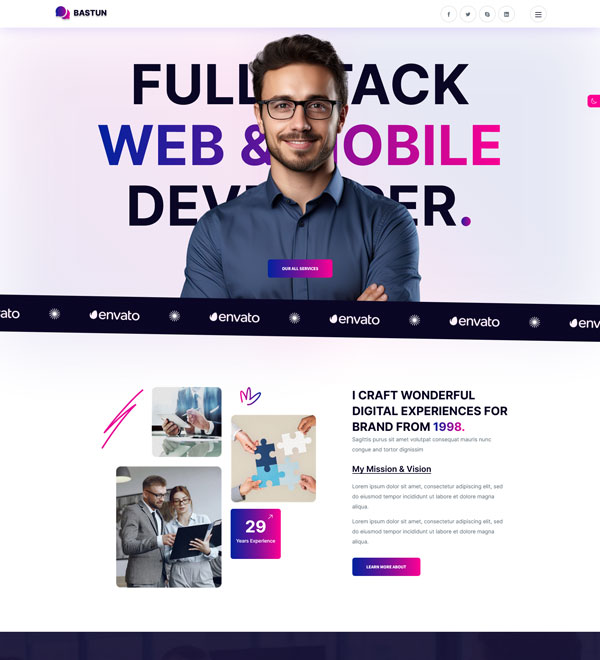 BASTUN
FULL STACK
WEB & MOBILE
DEVELOPER.
OUR ALL SERVICES
ato
envato
envato
envato
envato
env
I CRAFT WONDERFUL
DIGITAL EXPERIENCES FOR
BRAND FROM 1998.
Sagittis purus sit amet volutpat consequat mauris nunc
congue and tortor dignissim
My Mission & Vision
Lorem ipsum dolor sit amet, consectetur adipiscing elit, sed
do eiusmod tempor incididunt ut labore et dolore magna
aliqua.
Lorem ipsum dolor sit amet, consectetur adipiscing elit, sed
do eiusmod tempor incididunt ut labore et dolore magna
aliqua.
29
Years Experience
LEARN MORE ABOUT